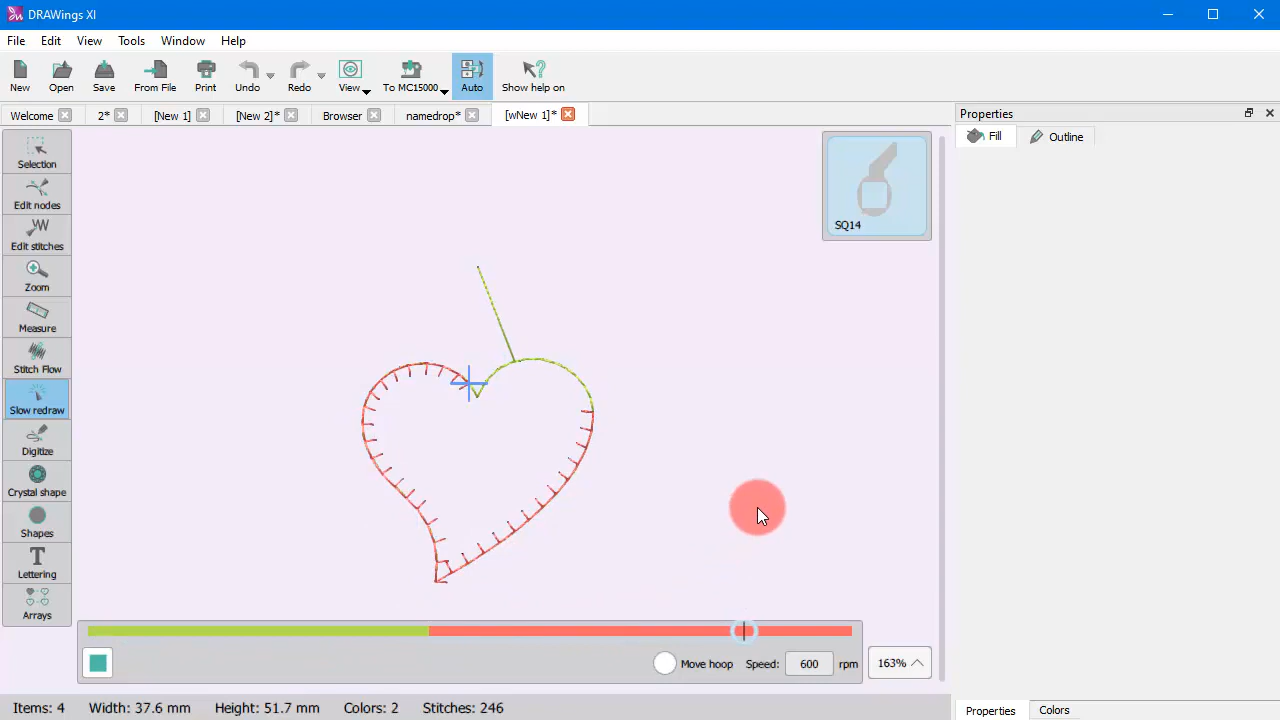 DRAWings XI
File Edit View Tools Window Help
New Open Save From File Print Undo Redo View To MC15000 Auto Show help on
Welcome 2* [New 1] [New 2]* Browser namedrop* [wNew 1]*
Properties
Fill Outline
Selection
Edit nodes
Edit stitches
Zoom
Measure
Stitch Flow
Slow redraw
Digitize
Crystal shape
Shapes
Lettering
Arrays
SQ14
Move hoop Speed: 600 rpm 163%
Items: 4 Width: 37.6 mm Height: 51.7 mm Colors: 2 Stitches: 246
Properties Colors